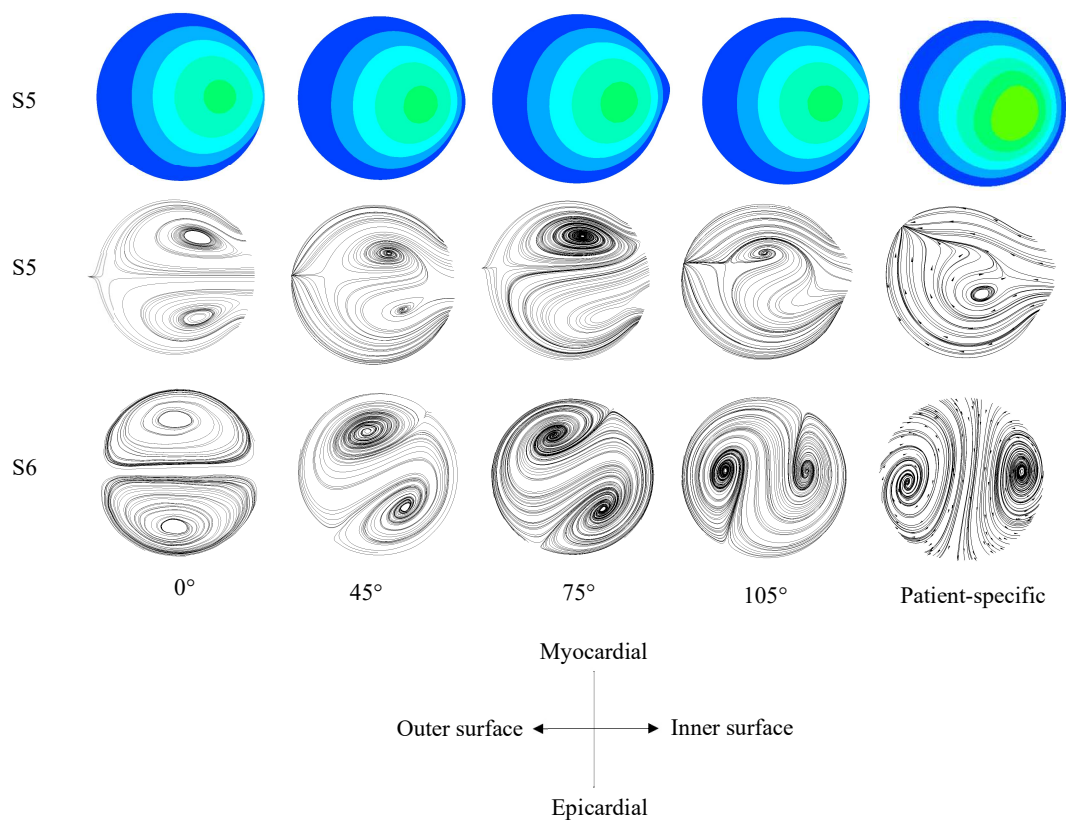 S5
S5
S6
0°
45°
75°
105°
Patient-specific
Myocardial
Outer surface
Inner surface
Epicardial